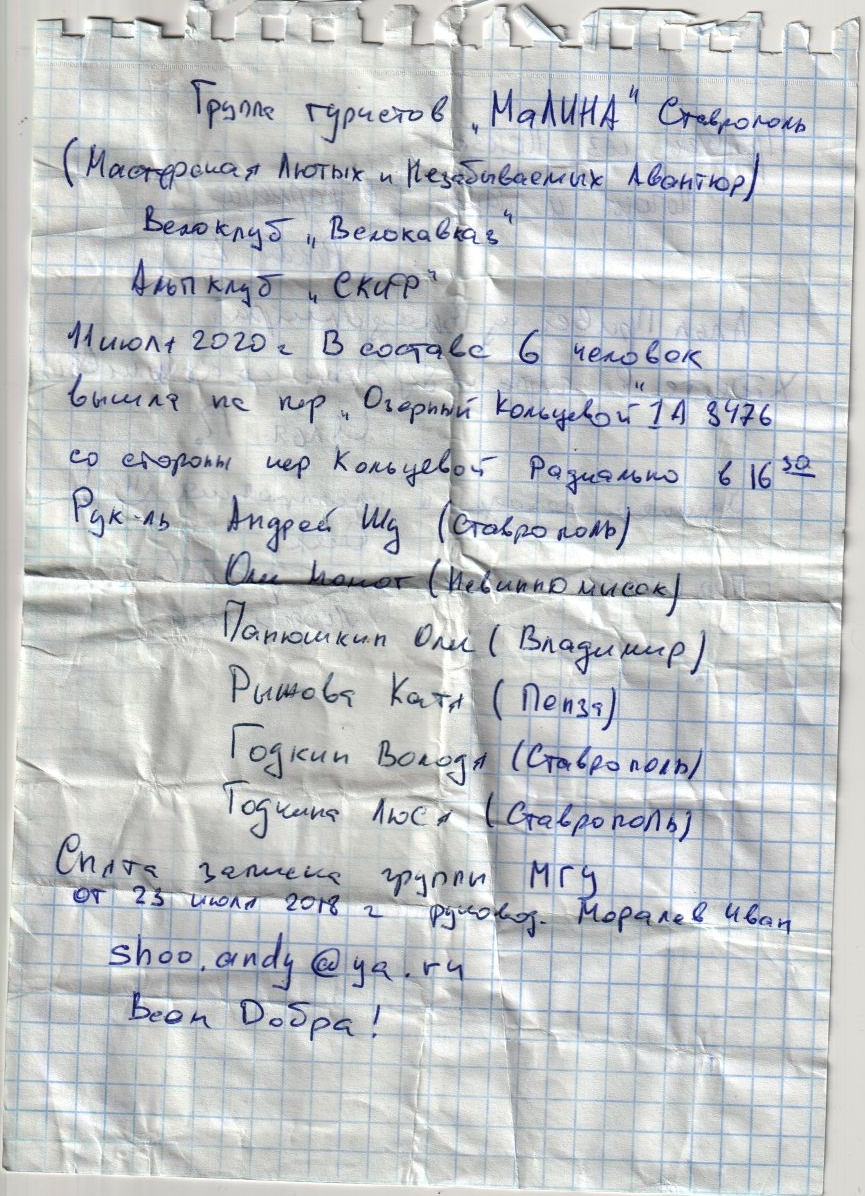 Группа туристов „МаЛИНА" Ставрополь
(Мастерская Лютых и Незабываемых Авантюр)
Велоклуб „Велокавказ"
Альпклуб „СКИФ"
11 июля 2020 г В составе 6 человек
вышла на пер „Озерный Кольцевой" 1А 3476
со стороны пер Кольцевой Радиально в 16 30
Рук-ль Андрей Шу (Ставрополь)
(Невинномысск)
Панюшкин Олег (Владимир)
Рыжова Катя (Пенза)
Годкин Володя (Ставрополь)
Годкина Люся (Ставрополь)
Снята записка группы МГУ
от 23 июля 2018 г руковод. Моралев Иван
shoo.andy@ya.ru
Всем Добра!